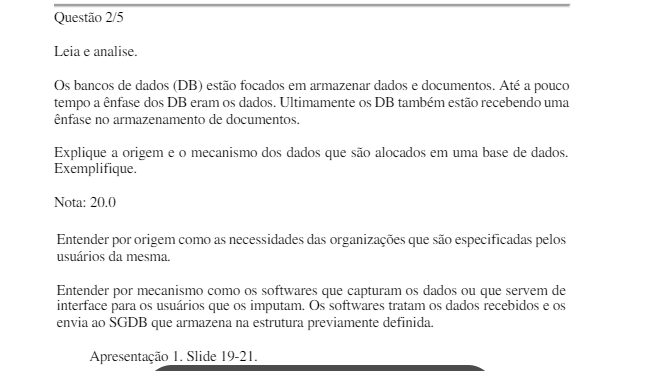 Questão 2/5
Leia e analise.
Os bancos de dados (DB) estão focados em armazenar dados e documentos. Até a pouco
tempo a ênfase dos DB eram os dados. Ultimamente os DB também estão recebendo uma
ênfase no armazenamento de documentos.
Explique a origem e o mecanismo dos dados que são alocados em uma base de dados.
Exemplifique.
Nota: 20.0
Entender por origem como as necessidades das organizações que são especificadas pelos
usuários da mesma.
Entender por mecanismo como os softwares que capturam os dados ou que servem de
interface para os usuários que os imputam. Os softwares tratam os dados recebidos e os
envia ao SGDB que armazena na estrutura previamente definida.
Apresentação 1. Slide 19-21.